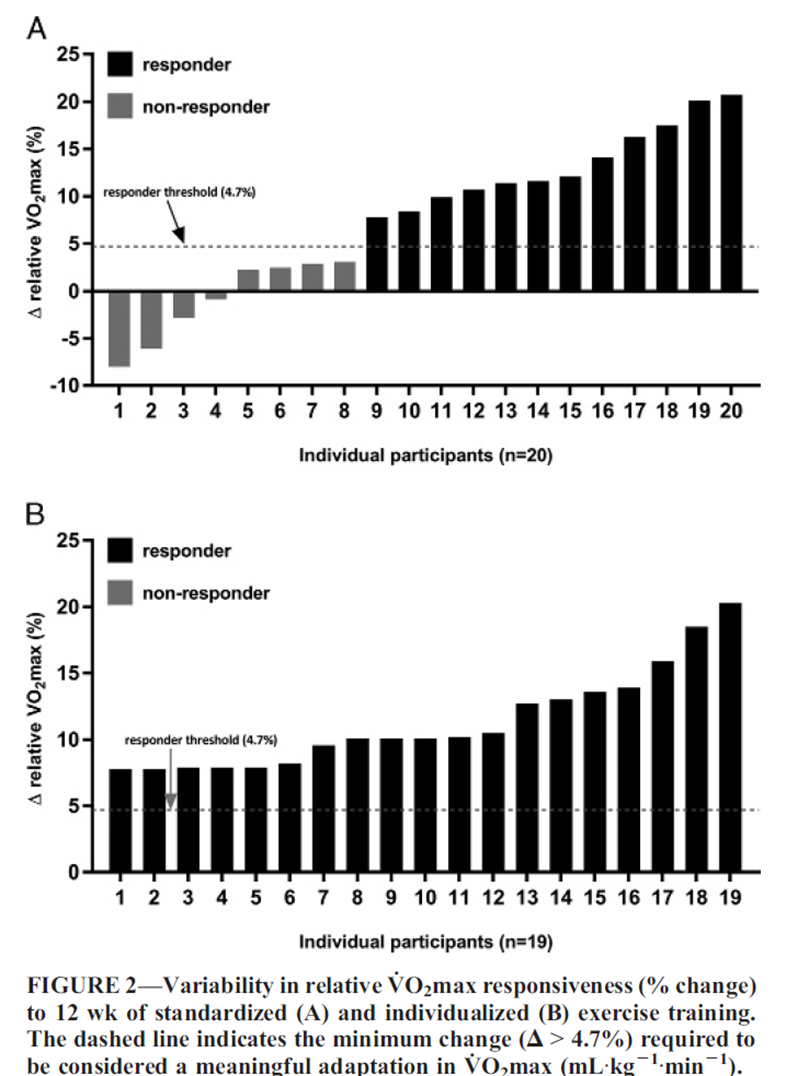 A
25
20
15
10
5
0
-5
-10
Δ relative VO₂max (%)
responder
non-responder
responder threshold (4.7%)
1 2 3 4 5 6 7 8 9 10 11 12 13 14 15 16 17 18 19 20
Individual participants (n=20)
B
25
20
15
10
5
0
Δ relative VO₂max (%)
responder
non-responder
responder threshold (4.7%)
1 2 3 4 5 6 7 8 9 10 11 12 13 14 15 16 17 18 19
Individual participants (n=19)
FIGURE 2—Variability in relative V̇O₂max responsiveness (% change)
to 12 wk of standardized (A) and individualized (B) exercise training.
The dashed line indicates the minimum change (Δ > 4.7%) required to
be considered a meaningful adaptation in V̇O₂max (mL·kg⁻¹·min⁻¹).